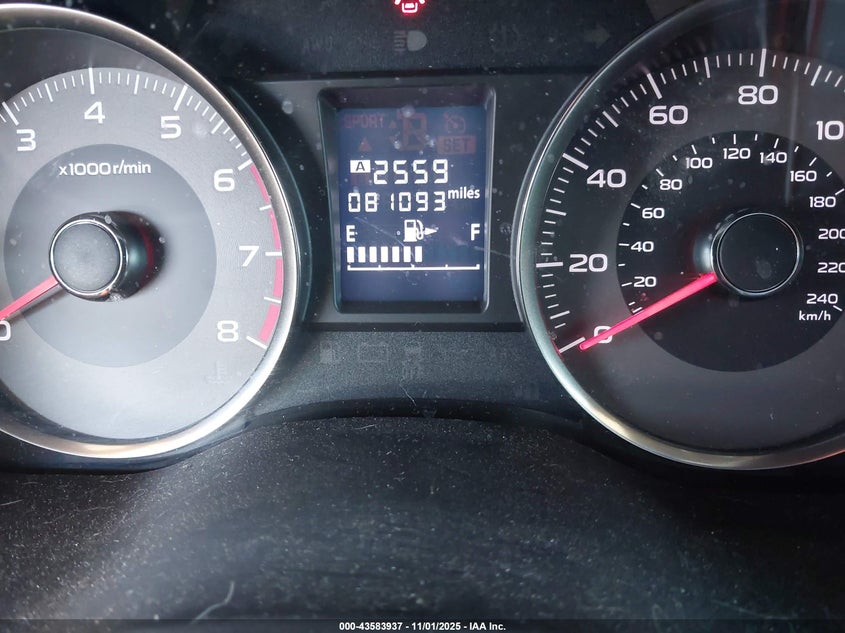 3 4 5 6 7 8 0
x1000r/min
SPORT
SET
A 2559
081093 miles
E F
0 20 40 60 80
20 40 60 80 100 120 140 160 180 200 220 240
km/h
000-43583937 - 11/01/2025 - IAA Inc.